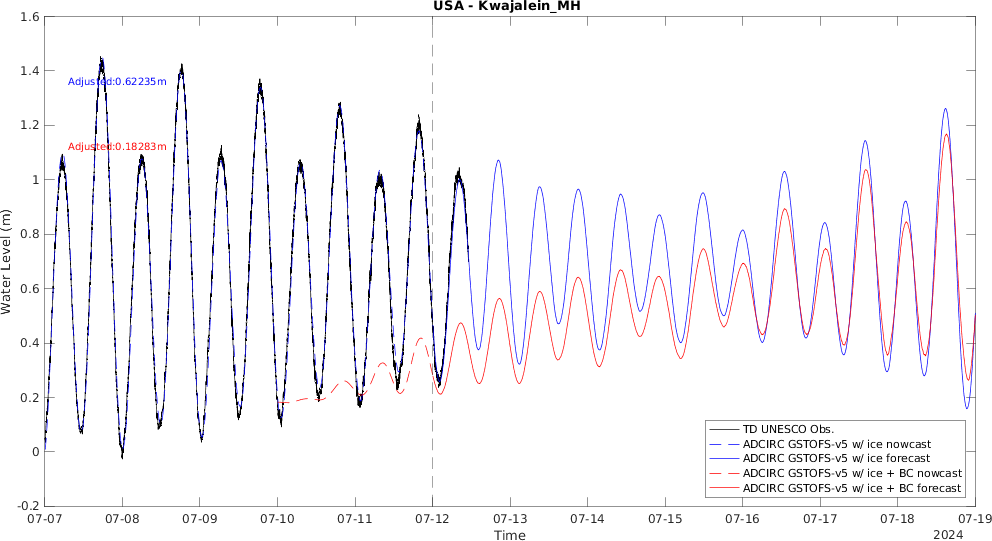 USA - Kwajalein_MH
1.6
1.4
1.2
1
0.8
0.6
0.4
0.2
0
-0.2
Water Level (m)
Adjusted:0.62235m
Adjusted:0.18283m
TD UNESCO Obs.
ADCIRC GSTOFS-v5 w/ ice nowcast
ADCIRC GSTOFS-v5 w/ ice forecast
ADCIRC GSTOFS-v5 w/ ice + BC nowcast
ADCIRC GSTOFS-v5 w/ ice + BC forecast
07-07 07-08 07-09 07-10 07-11 07-12 07-13 07-14 07-15 07-16 07-17 07-18 07-19
Time
2024